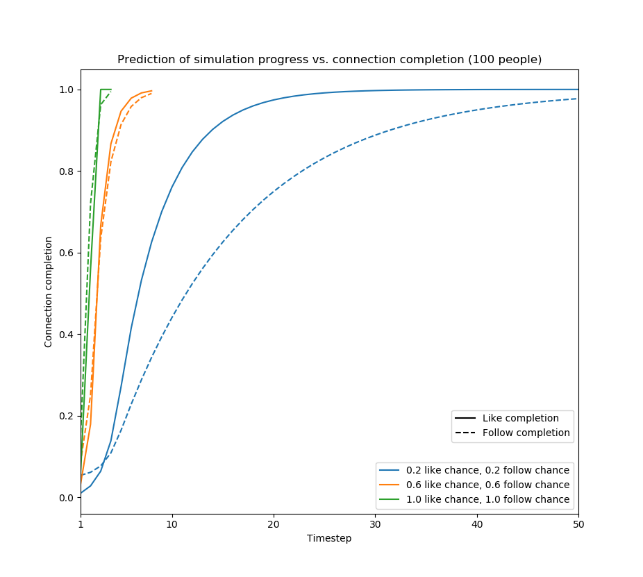 Prediction of simulation progress vs. connection completion (100 people)
1.0
0.8
0.6
0.4
0.2
0.0
Connection completion
Like completion
Follow completion
0.2 like chance, 0.2 follow chance
0.6 like chance, 0.6 follow chance
1.0 like chance, 1.0 follow chance
1 10 20 30 40 50
Timestep